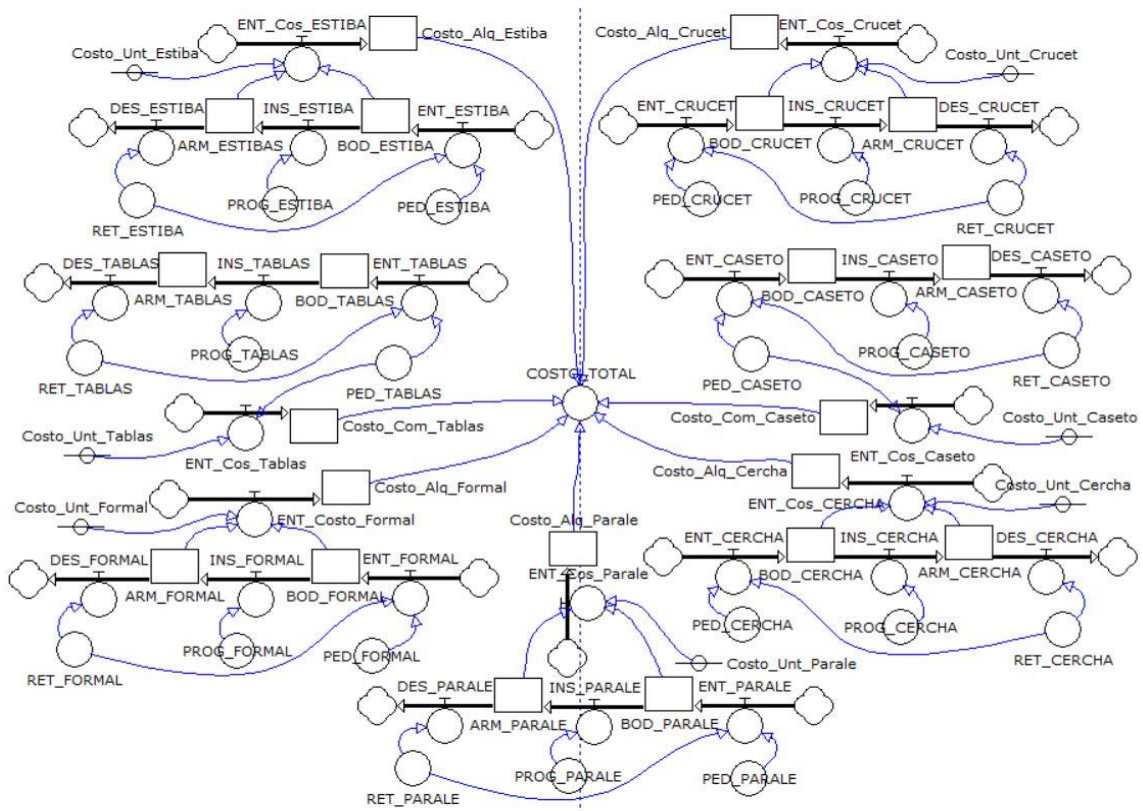 ENT_Cos_ESTIBA
Costo_Alq_Estiba
Costo_Unt_Estiba
DES_ESTIBA
INS_ESTIBA
ENT_ESTIBA
ARM_ESTIBAS
BOD_ESTIBA
PROG_ESTIBA
PED_ESTIBA
RET_ESTIBA
ENT_Cos_CRUCET
Costo_Alq_Crucet
Costo_Unt_Crucet
ENT_CRUCET
INS_CRUCET
DES_CRUCET
BOD_CRUCET
ARM_CRUCET
PED_CRUCET
PROG_CRUCET
RET_CRUCET
DES_TABLAS
INS_TABLAS
ENT_TABLAS
ARM_TABLAS
BOD_TABLAS
PROG_TABLAS
RET_TABLAS
PED_TABLAS
Costo_Unt_Tablas
Costo_Com_Tablas
ENT_Cos_Tablas
COSTO_TOTAL
ENT_CASETO
INS_CASETO
DES_CASETO
BOD_CASETO
ARM_CASETO
PROG_CASETO
PED_CASETO
RET_CASETO
Costo_Com_Caseto
Costo_Unt_Caseto
ENT_Cos_Caseto
Costo_Alq_Formal
Costo_Unt_Formal
ENT_Costo_Formal
DES_FORMAL
INS_FORMAL
ENT_FORMAL
ARM_FORMAL
BOD_FORMAL
PROG_FORMAL
PED_FORMAL
RET_FORMAL
Costo_Alq_Cercha
Costo_Unt_Cercha
ENT_Cos_CERCHA
ENT_CERCHA
INS_CERCHA
DES_CERCHA
BOD_CERCHA
ARM_CERCHA
PED_CERCHA
PROG_CERCHA
RET_CERCHA
Costo_Alq_Parale
ENT_Cos_Parale
Costo_Unt_Parale
DES_PARALE
INS_PARALE
ENT_PARALE
ARM_PARALE
BOD_PARALE
PROG_PARALE
PED_PARALE
RET_PARALE